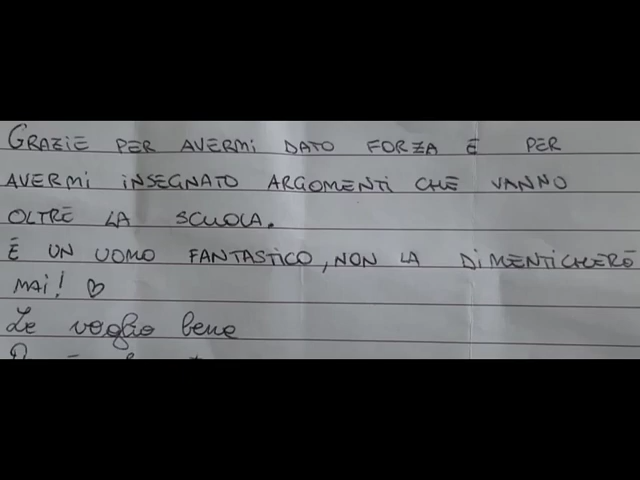 GRAZIE PER AVERMI DATO FORZA E PER
AVERMI INSEGNATO ARGOMENTI CHE VANNO
OLTRE LA SCUOLA.
È UN UOMO FANTASTICO, NON LA DIMENTICHERÒ
MAI! ♡
Le voglio bene